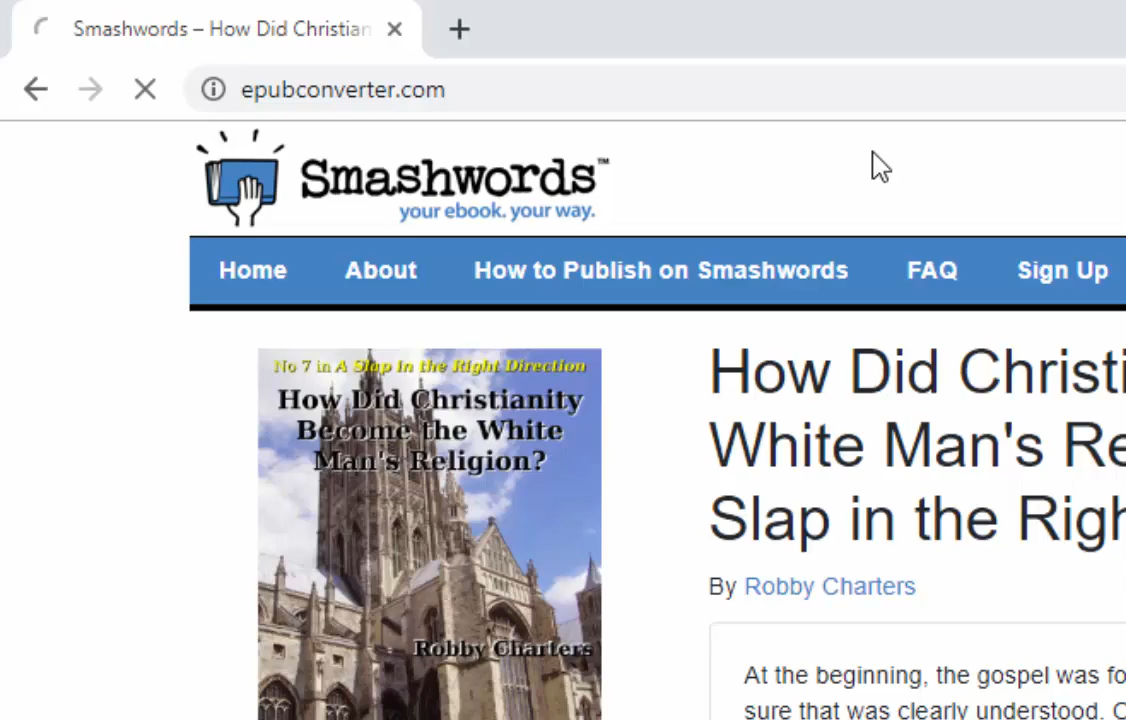 Smashwords – How Did Christian
epubconverter.com
Smashwords™
your ebook. your way.
Home About How to Publish on Smashwords FAQ Sign Up
No 7 in A Slap in the Right Direction
How Did Christianity
Become the White
Man's Religion?
Robby Charters
How Did Christi
White Man's Re
Slap in the Righ
By Robby Charters
At the beginning, the gospel was fo
sure that was clearly understood. C